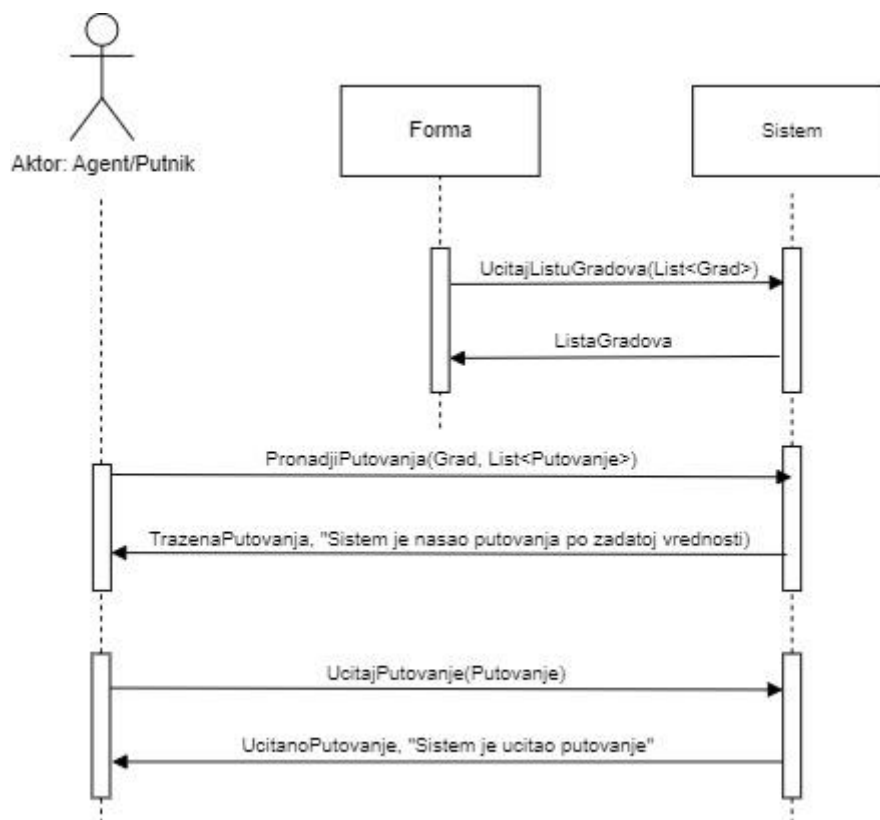 Forma
Sistem
Aktor: Agent/Putnik
UcitajListuGradova(List<Grad>)
ListaGradova
PronadjiPutovanja(Grad, List<Putovanje>)
TrazenaPutovanja, "Sistem je nasao putovanja po zadatoj vrednosti)
UcitajPutovanje(Putovanje)
UcitanoPutovanje, "Sistem je ucitao putovanje"